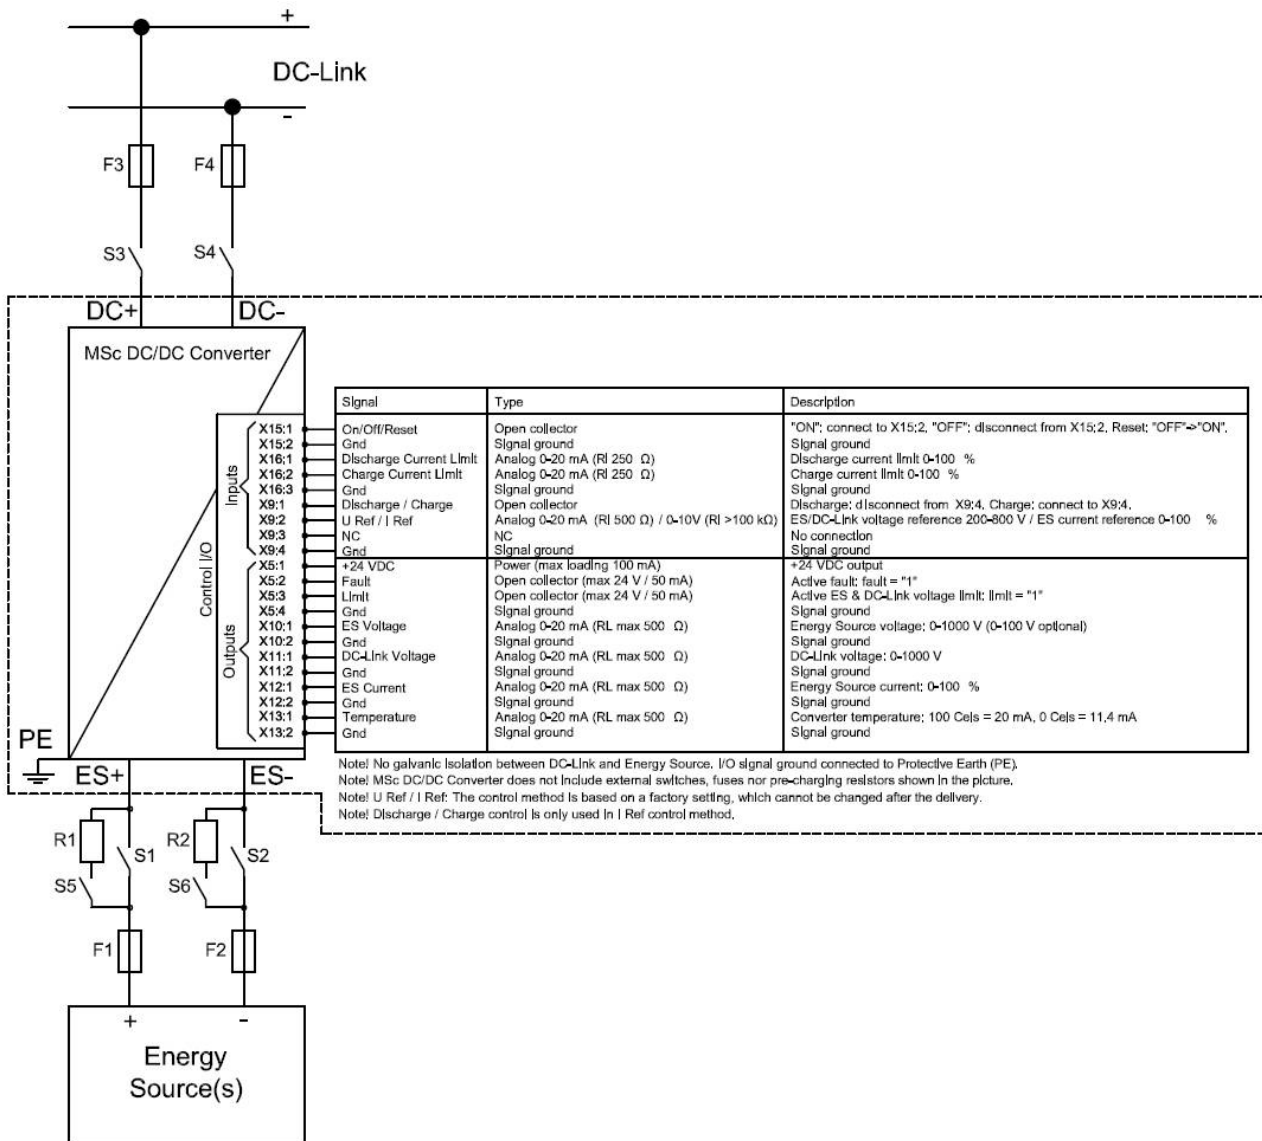 +
DC-Link
-
F3
F4
S3
S4
DC+
DC-
MSc DC/DC Converter
Control I/O
Inputs
Outputs
Signal Type Description
X15:1 On/Off/Reset Open collector "ON": connect to X15:2, "OFF": disconnect from X15:2, Reset: "OFF"->"ON".
X15:2 Gnd Signal ground Signal ground
X16:1 Discharge Current Limit Analog 0-20 mA (RI 250 Ω) Discharge current limit 0-100 %
X16:2 Charge Current Limit Analog 0-20 mA (RI 250 Ω) Charge current limit 0-100 %
X16:3 Gnd Signal ground Signal ground
X9:1 Discharge / Charge Open collector Discharge: disconnect from X9:4, Charge: connect to X9:4.
X9:2 U Ref / I Ref Analog 0-20 mA (RI 500 Ω) / 0-10V (RI >100 kΩ) ES/DC-Link voltage reference 200-800 V / ES current reference 0-100 %
X9:3 NC NC No connection
X9:4 Gnd Signal ground Signal ground
X5:1 +24 VDC Power (max loading 100 mA) +24 VDC output
X5:2 Fault Open collector (max 24 V / 50 mA) Active fault: fault = "1"
X5:3 Limit Open collector (max 24 V / 50 mA) Active ES & DC-Link voltage limit: limit = "1"
X5:4 Gnd Signal ground Signal ground
X10:1 ES Voltage Analog 0-20 mA (RL max 500 Ω) Energy Source voltage: 0-1000 V (0-100 V optional)
X10:2 Gnd Signal ground Signal ground
X11:1 DC-Link Voltage Analog 0-20 mA (RL max 500 Ω) DC-Link voltage: 0-1000 V
X11:2 Gnd Signal ground Signal ground
X12:1 ES Current Analog 0-20 mA (RL max 500 Ω) Energy Source current: 0-100 %
X12:2 Gnd Signal ground Signal ground
X13:1 Temperature Analog 0-20 mA (RL max 500 Ω) Converter temperature: 100 Cels = 20 mA, 0 Cels = 11.4 mA
X13:2 Gnd Signal ground Signal ground
PE
ES+
ES-
Note! No galvanic isolation between DC-Link and Energy Source. I/O signal ground connected to Protective Earth (PE).
Note! MSc DC/DC Converter does not include external switches, fuses nor pre-charging resistors shown in the picture.
Note! U Ref / I Ref: The control method is based on a factory setting, which cannot be changed after the delivery.
Note! Discharge / Charge control is only used in I Ref control method.
R1
S1
R2
S2
S5
S6
F1
F2
+
-
Energy
Source(s)